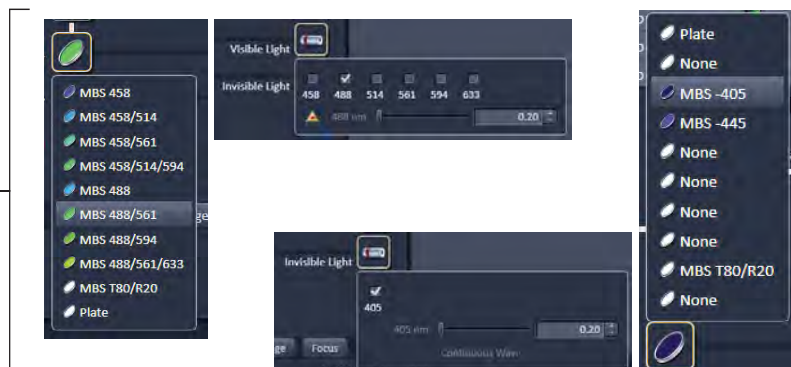 MBS 458
MBS 458/514
MBS 458/561
MBS 458/514/594
MBS 488
MBS 488/561
MBS 488/594
MBS 488/561/633
MBS T80/R20
Plate
ge
Visible Light
Invisible Light
458 488 514 561 594 633
488 nm 0.20
Invisible Light
405
405 nm 0.20
ge Focus
Continuous Wave
Plate
None
MBS -405
MBS -445
None
None
None
None
MBS T80/R20
None